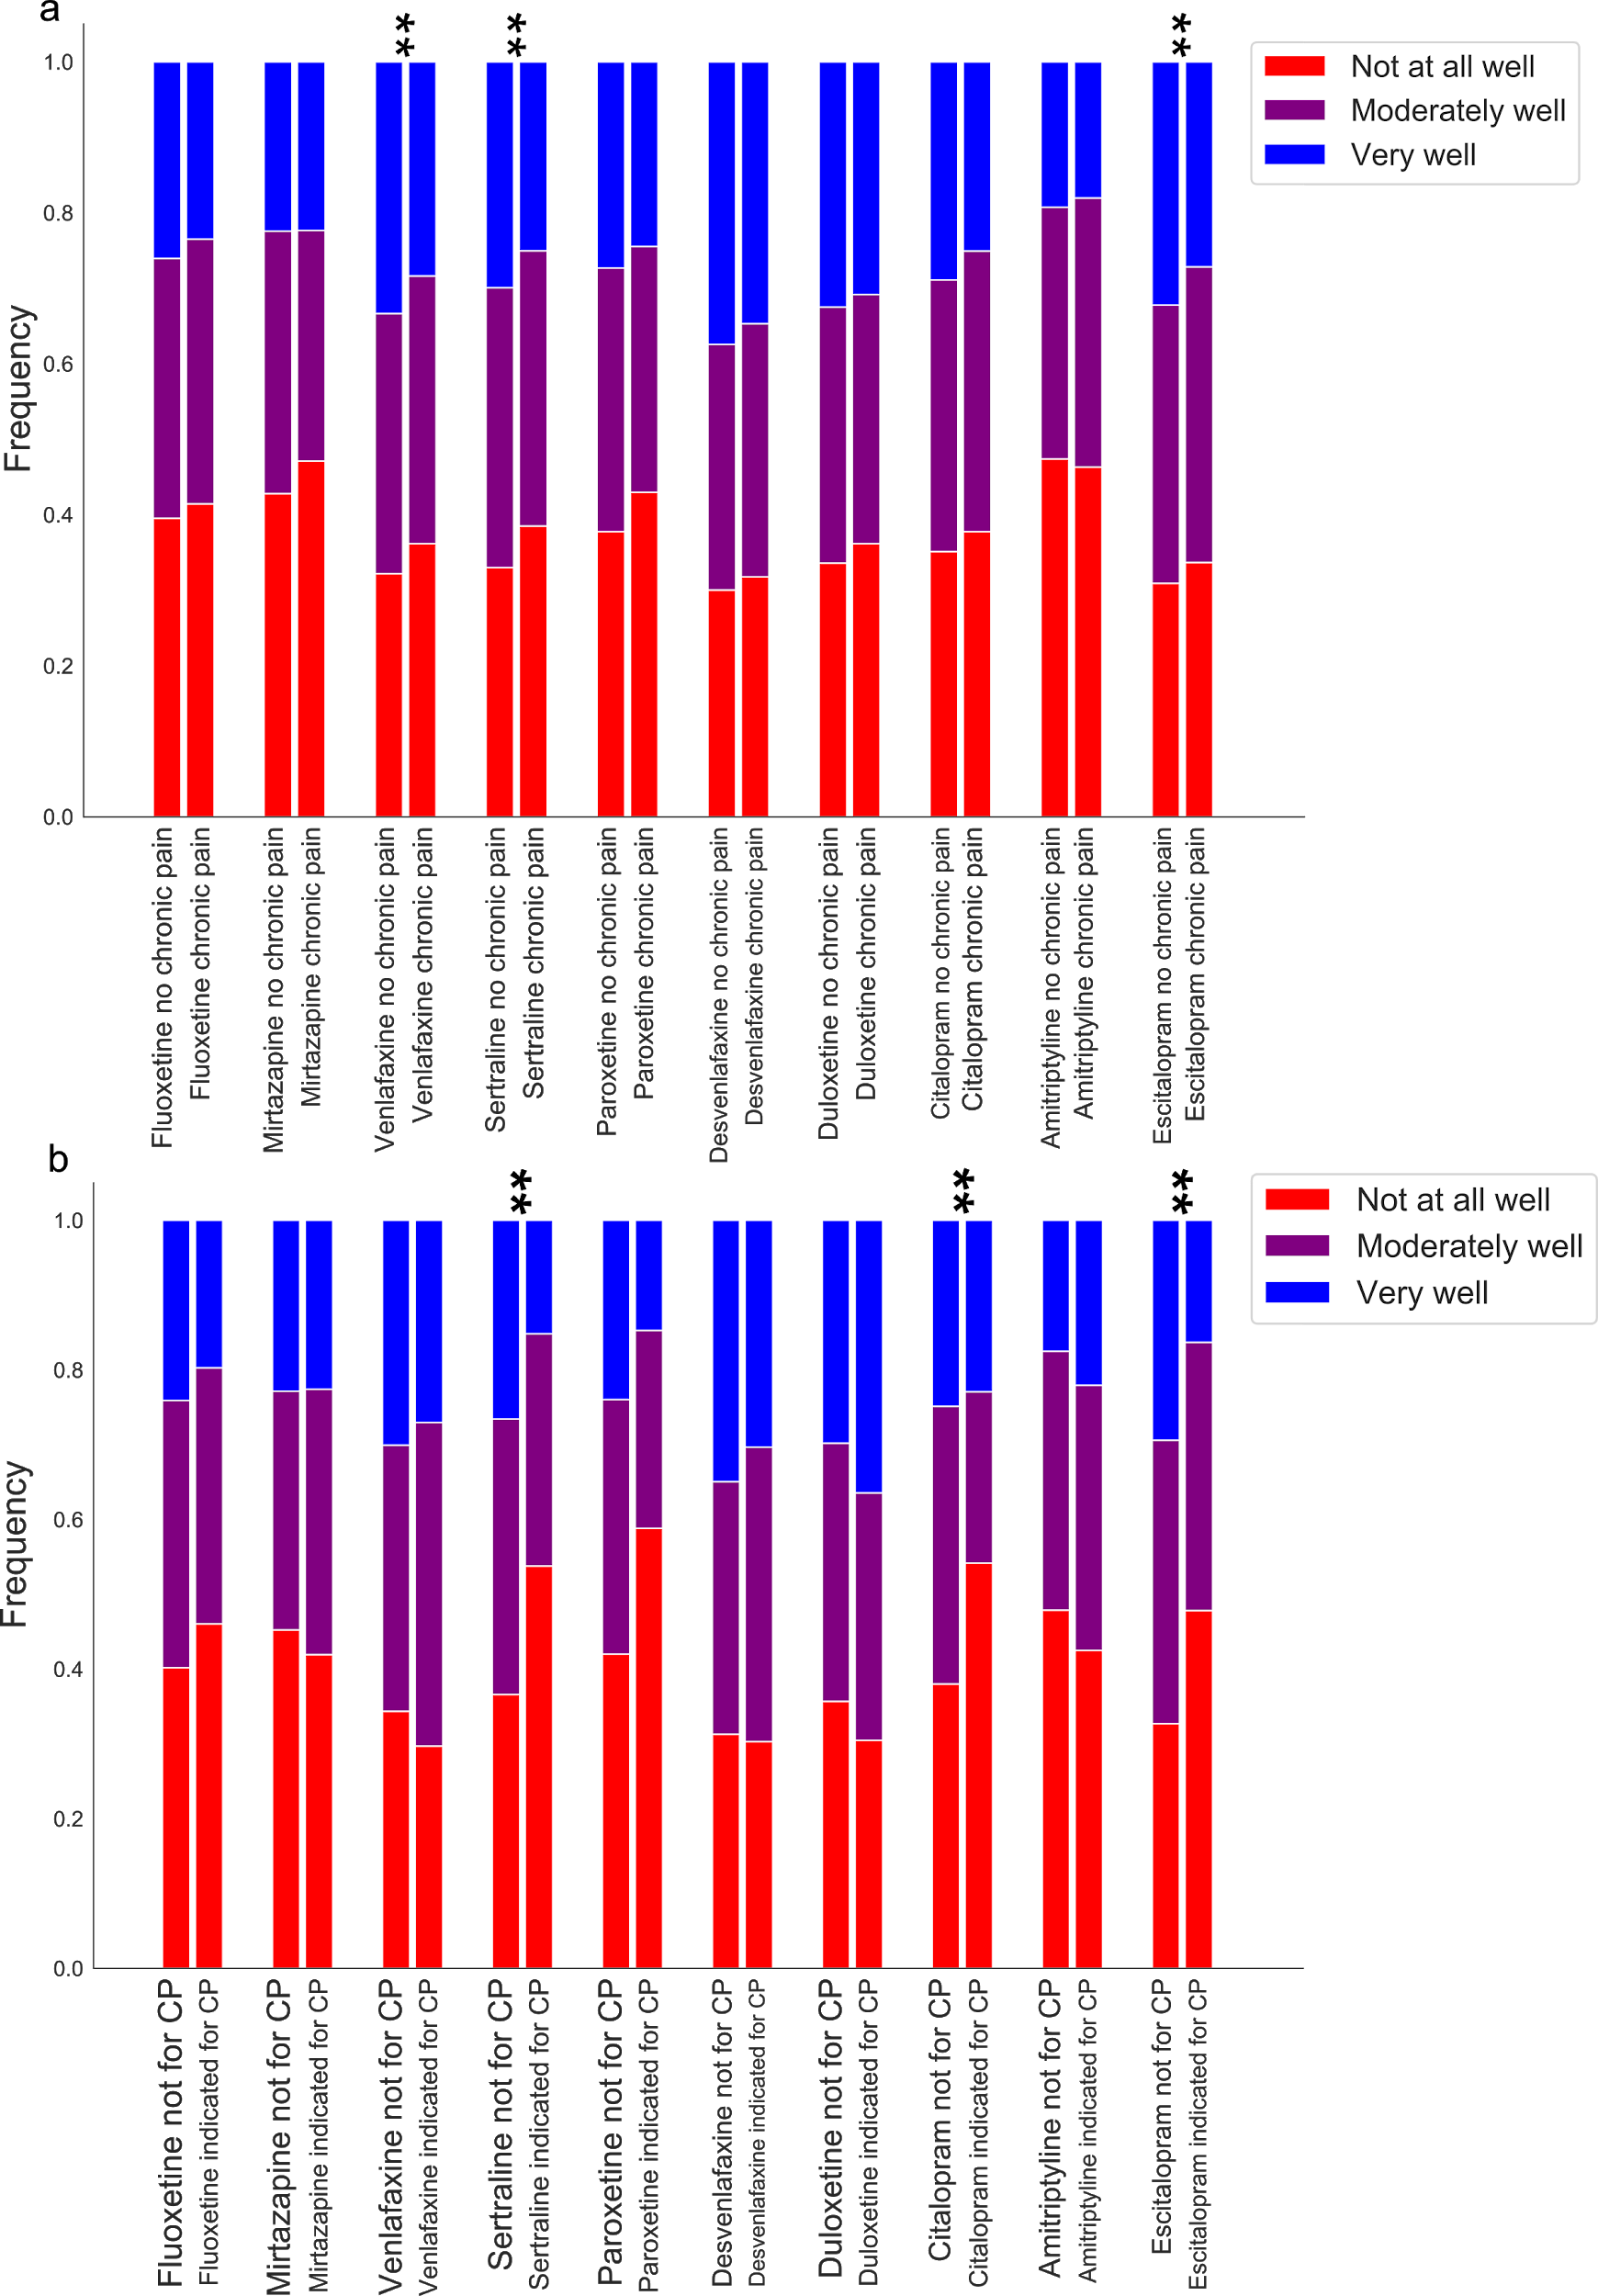 a
**
**
**
Not at all well
Moderately well
Very well
Frequency
1.0
0.8
0.6
0.4
0.2
0.0
Fluoxetine no chronic pain
Fluoxetine chronic pain
Mirtazapine no chronic pain
Mirtazapine chronic pain
Venlafaxine no chronic pain
Venlafaxine chronic pain
Sertraline no chronic pain
Sertraline chronic pain
Paroxetine no chronic pain
Paroxetine chronic pain
Desvenlafaxine no chronic pain
Desvenlafaxine chronic pain
Duloxetine no chronic pain
Duloxetine chronic pain
Citalopram no chronic pain
Citalopram chronic pain
Amitriptyline no chronic pain
Amitriptyline chronic pain
Escitalopram no chronic pain
Escitalopram chronic pain
b
**
**
**
Not at all well
Moderately well
Very well
Frequency
1.0
0.8
0.6
0.4
0.2
0.0
Fluoxetine not for CP
Fluoxetine indicated for CP
Mirtazapine not for CP
Mirtazapine indicated for CP
Venlafaxine not for CP
Venlafaxine indicated for CP
Sertraline not for CP
Sertraline indicated for CP
Paroxetine not for CP
Paroxetine indicated for CP
Desvenlafaxine not for CP
Desvenlafaxine indicated for CP
Duloxetine not for CP
Duloxetine indicated for CP
Citalopram not for CP
Citalopram indicated for CP
Amitriptyline not for CP
Amitriptyline indicated for CP
Escitalopram not for CP
Escitalopram indicated for CP